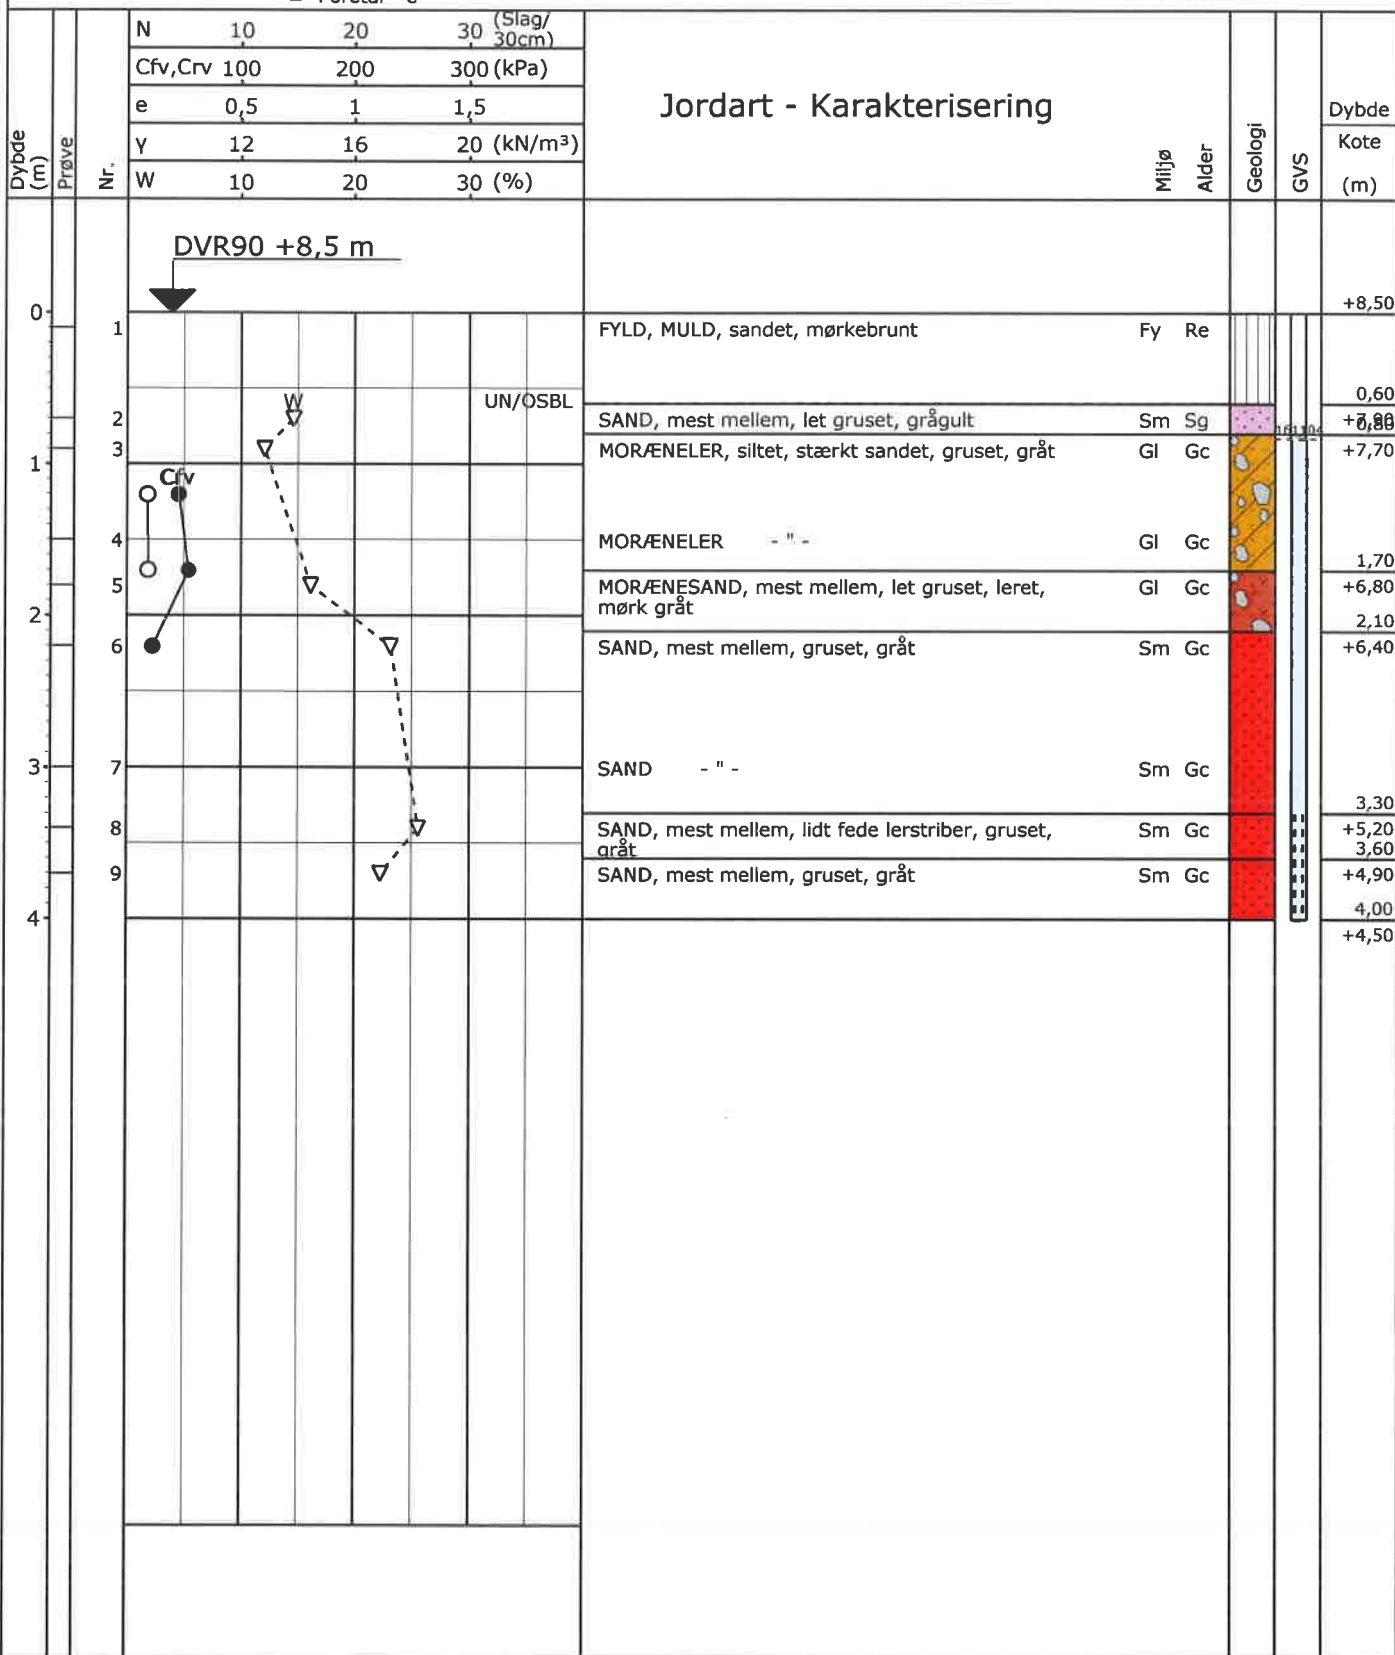 N 10 20 30 (Slag/30cm)
Cfv,Crv 100 200 300 (kPa)
e 0,5 1 1,5
γ 12 16 20 (kN/m³)
W 10 20 30 (%)
Dybde (m)
Prøve
Nr.
Jordart - Karakterisering
Miljø
Alder
Geologi
GVS
Dybde
Kote
(m)
DVR90 +8,5 m
+8,50
0
1 FYLD, MULD, sandet, mørkebrunt Fy Re
0,60
W UN/OSBL
2 SAND, mest mellem, let gruset, grågult Sm Sg +7,90
0,80
3 MORÆNELER, siltet, stærkt sandet, gruset, gråt Gl Gc +7,70
1
Cfv
4 MORÆNELER - " - Gl Gc
1,70
5 MORÆNESAND, mest mellem, let gruset, leret, Gl Gc +6,80
mørk gråt
2 2,10
6 SAND, mest mellem, gruset, gråt Sm Gc +6,40
3 7 SAND - " - Sm Gc
3,30
8 SAND, mest mellem, lidt fede lerstriber, gruset, Sm Gc +5,20
gråt 3,60
9 SAND, mest mellem, gruset, gråt Sm Gc +4,90
4 4,00
+4,50